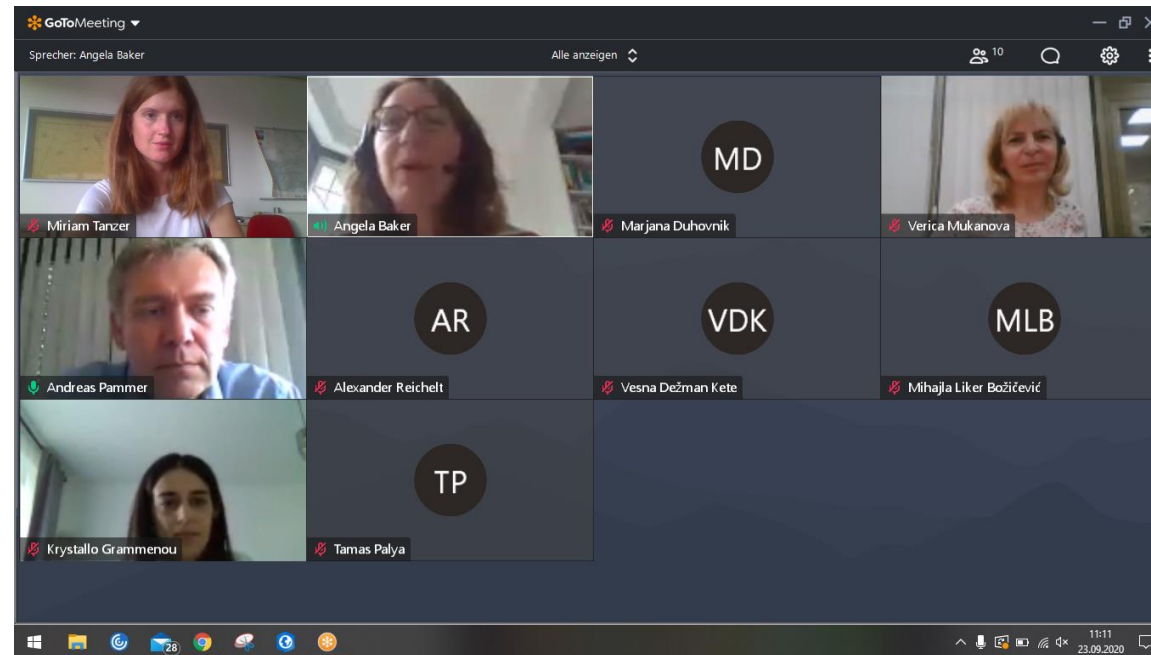 GoToMeeting
Sprecher: Angela Baker
Alle anzeigen
10
Miriam Tanzer
Angela Baker
MD
Marjana Duhovnik
Verica Mukanova
Andreas Pammer
AR
Alexander Reichelt
VDK
Vesna Dežman Kete
MLB
Mihajla Liker Božičević
Krystallo Grammenou
TP
Tamas Palya
28
11:11
23.09.2020